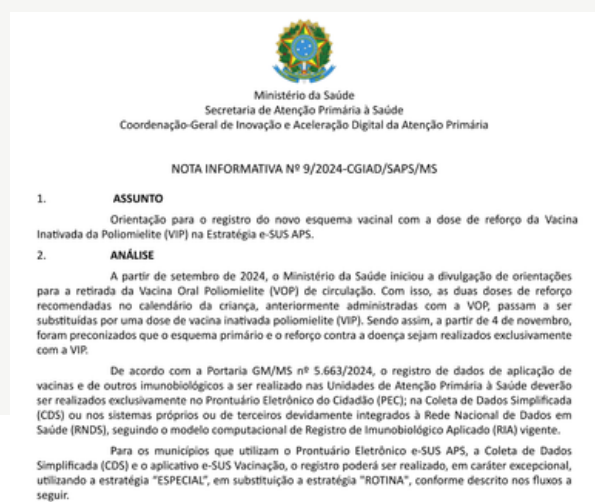 Ministério da Saúde
Secretaria de Atenção Primária à Saúde
Coordenação-Geral de Inovação e Aceleração Digital da Atenção Primária
NOTA INFORMATIVA Nº 9/2024-CGIAD/SAPS/MS
1. ASSUNTO
Orientação para o registro do novo esquema vacinal com a dose de reforço da Vacina
Inativada da Poliomielite (VIP) na Estratégia e-SUS APS.
2. ANÁLISE
A partir de setembro de 2024, o Ministério da Saúde iniciou a divulgação de orientações
para a retirada da Vacina Oral Poliomielite (VOP) de circulação. Com isso, as duas doses de reforço
recomendadas no calendário da criança, anteriormente administradas com a VOP, passam a ser
substituídas por uma dose de vacina inativada poliomielite (VIP). Sendo assim, a partir de 4 de novembro,
foram preconizados que o esquema primário e o reforço contra a doença sejam realizados exclusivamente
com a VIP.
De acordo com a Portaria GM/MS nº 5.663/2024, o registro de dados de aplicação de
vacinas e de outros imunobiológicos a ser realizado nas Unidades de Atenção Primária à Saúde deverão
ser realizados exclusivamente no Prontuário Eletrônico do Cidadão (PEC); na Coleta de Dados Simplificada
(CDS) ou nos sistemas próprios ou de terceiros devidamente integrados à Rede Nacional de Dados em
Saúde (RNDS), seguindo o modelo computacional de Registro de Imunobiológico Aplicado (RIA) vigente.
Para os municípios que utilizam o Prontuário Eletrônico e-SUS APS, a Coleta de Dados
Simplificada (CDS) e o aplicativo e-SUS Vacinação, o registro poderá ser realizado, em caráter excepcional,
utilizando a estratégia "ESPECIAL", em substituição a estratégia "ROTINA", conforme descrito nos fluxos a
seguir.